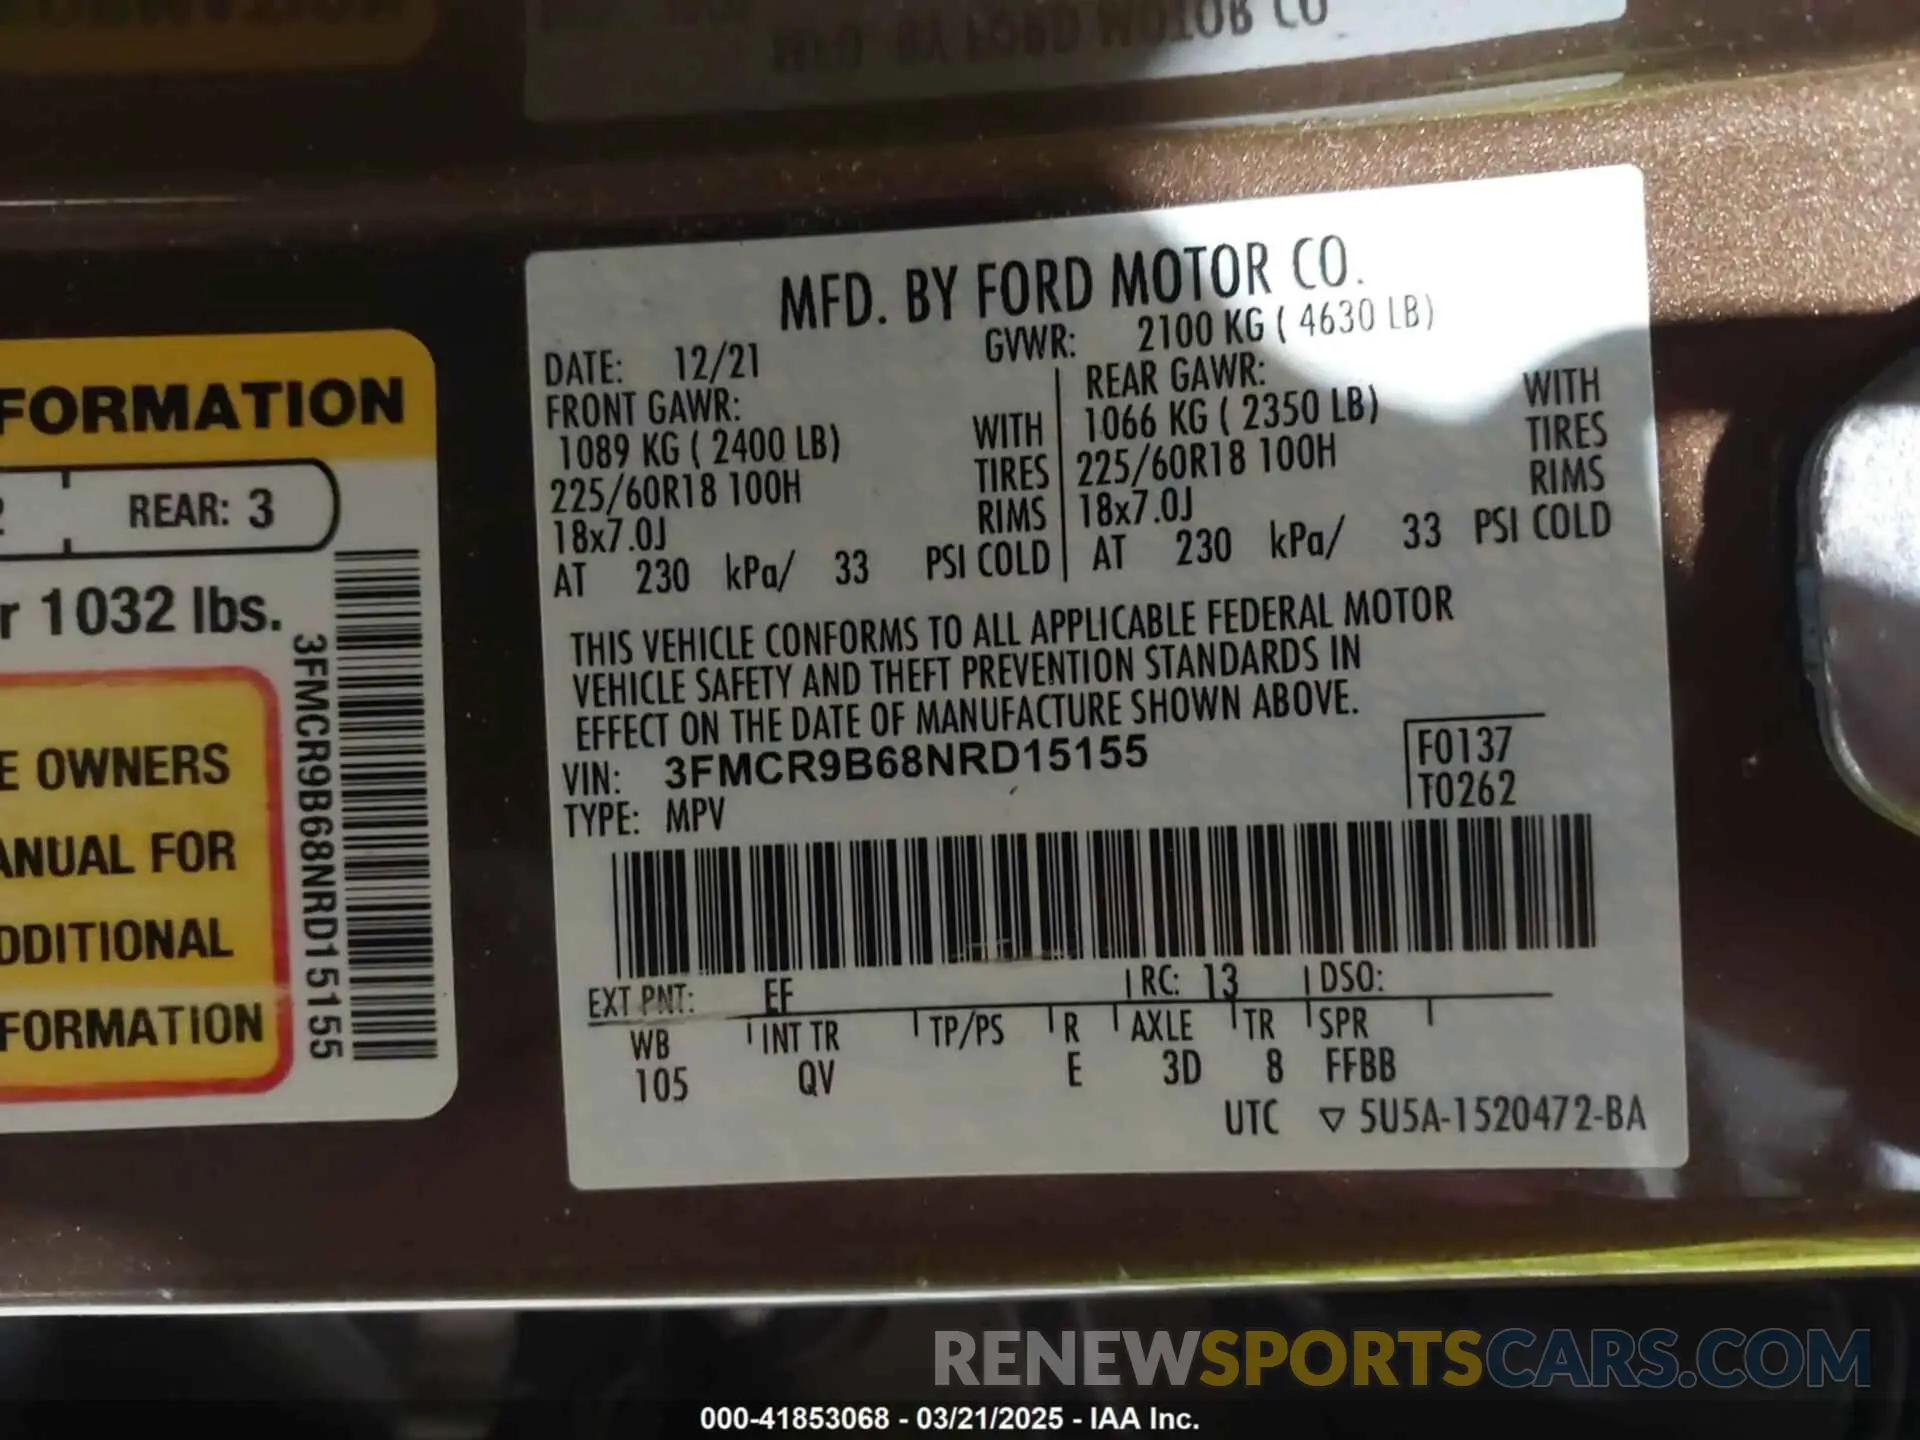 MFD. BY FORD MOTOR CO
FORMATION
REAR: 3
r 1032 lbs.
E OWNERS
ANUAL FOR
DDITIONAL
FORMATION
3FMCR9B68NRD15155
MFD. BY FORD MOTOR CO.
DATE: 12/21 GVWR: 2100 KG ( 4630 LB)
FRONT GAWR: REAR GAWR:
1089 KG ( 2400 LB) WITH 1066 KG ( 2350 LB) WITH
225/60R18 100H TIRES 225/60R18 100H TIRES
18x7.0J RIMS 18x7.0J RIMS
AT 230 kPa/ 33 PSI COLD AT 230 kPa/ 33 PSI COLD
THIS VEHICLE CONFORMS TO ALL APPLICABLE FEDERAL MOTOR
VEHICLE SAFETY AND THEFT PREVENTION STANDARDS IN
EFFECT ON THE DATE OF MANUFACTURE SHOWN ABOVE.
VIN: 3FMCR9B68NRD15155 F0137
TYPE: MPV T0262
EXT PNT: EF RC: 13 DSO:
WB INT TR TP/PS R AXLE TR SPR
105 QV E 3D 8 FFBB
UTC ▽ 5U5A-1520472-BA
RENEWSPORTSCARS.COM
000-41853068 - 03/21/2025 - IAA Inc.